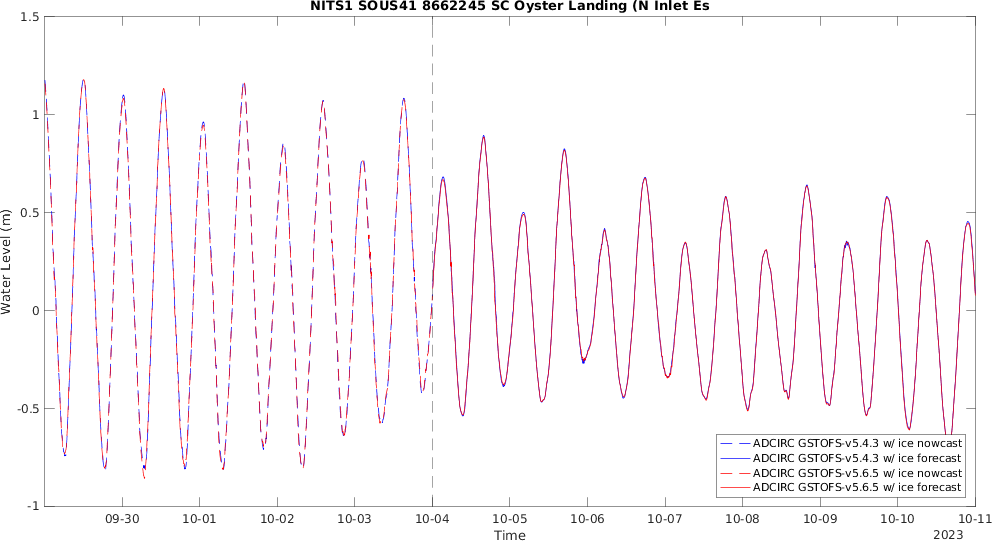 NITS1 SOUS41 8662245 SC Oyster Landing (N Inlet Es
1.5
1
0.5
0
-0.5
-1
Water Level (m)
09-30 10-01 10-02 10-03 10-04 10-05 10-06 10-07 10-08 10-09 10-10 10-11
Time
2023
ADCIRC GSTOFS-v5.4.3 w/ ice nowcast
ADCIRC GSTOFS-v5.4.3 w/ ice forecast
ADCIRC GSTOFS-v5.6.5 w/ ice nowcast
ADCIRC GSTOFS-v5.6.5 w/ ice forecast